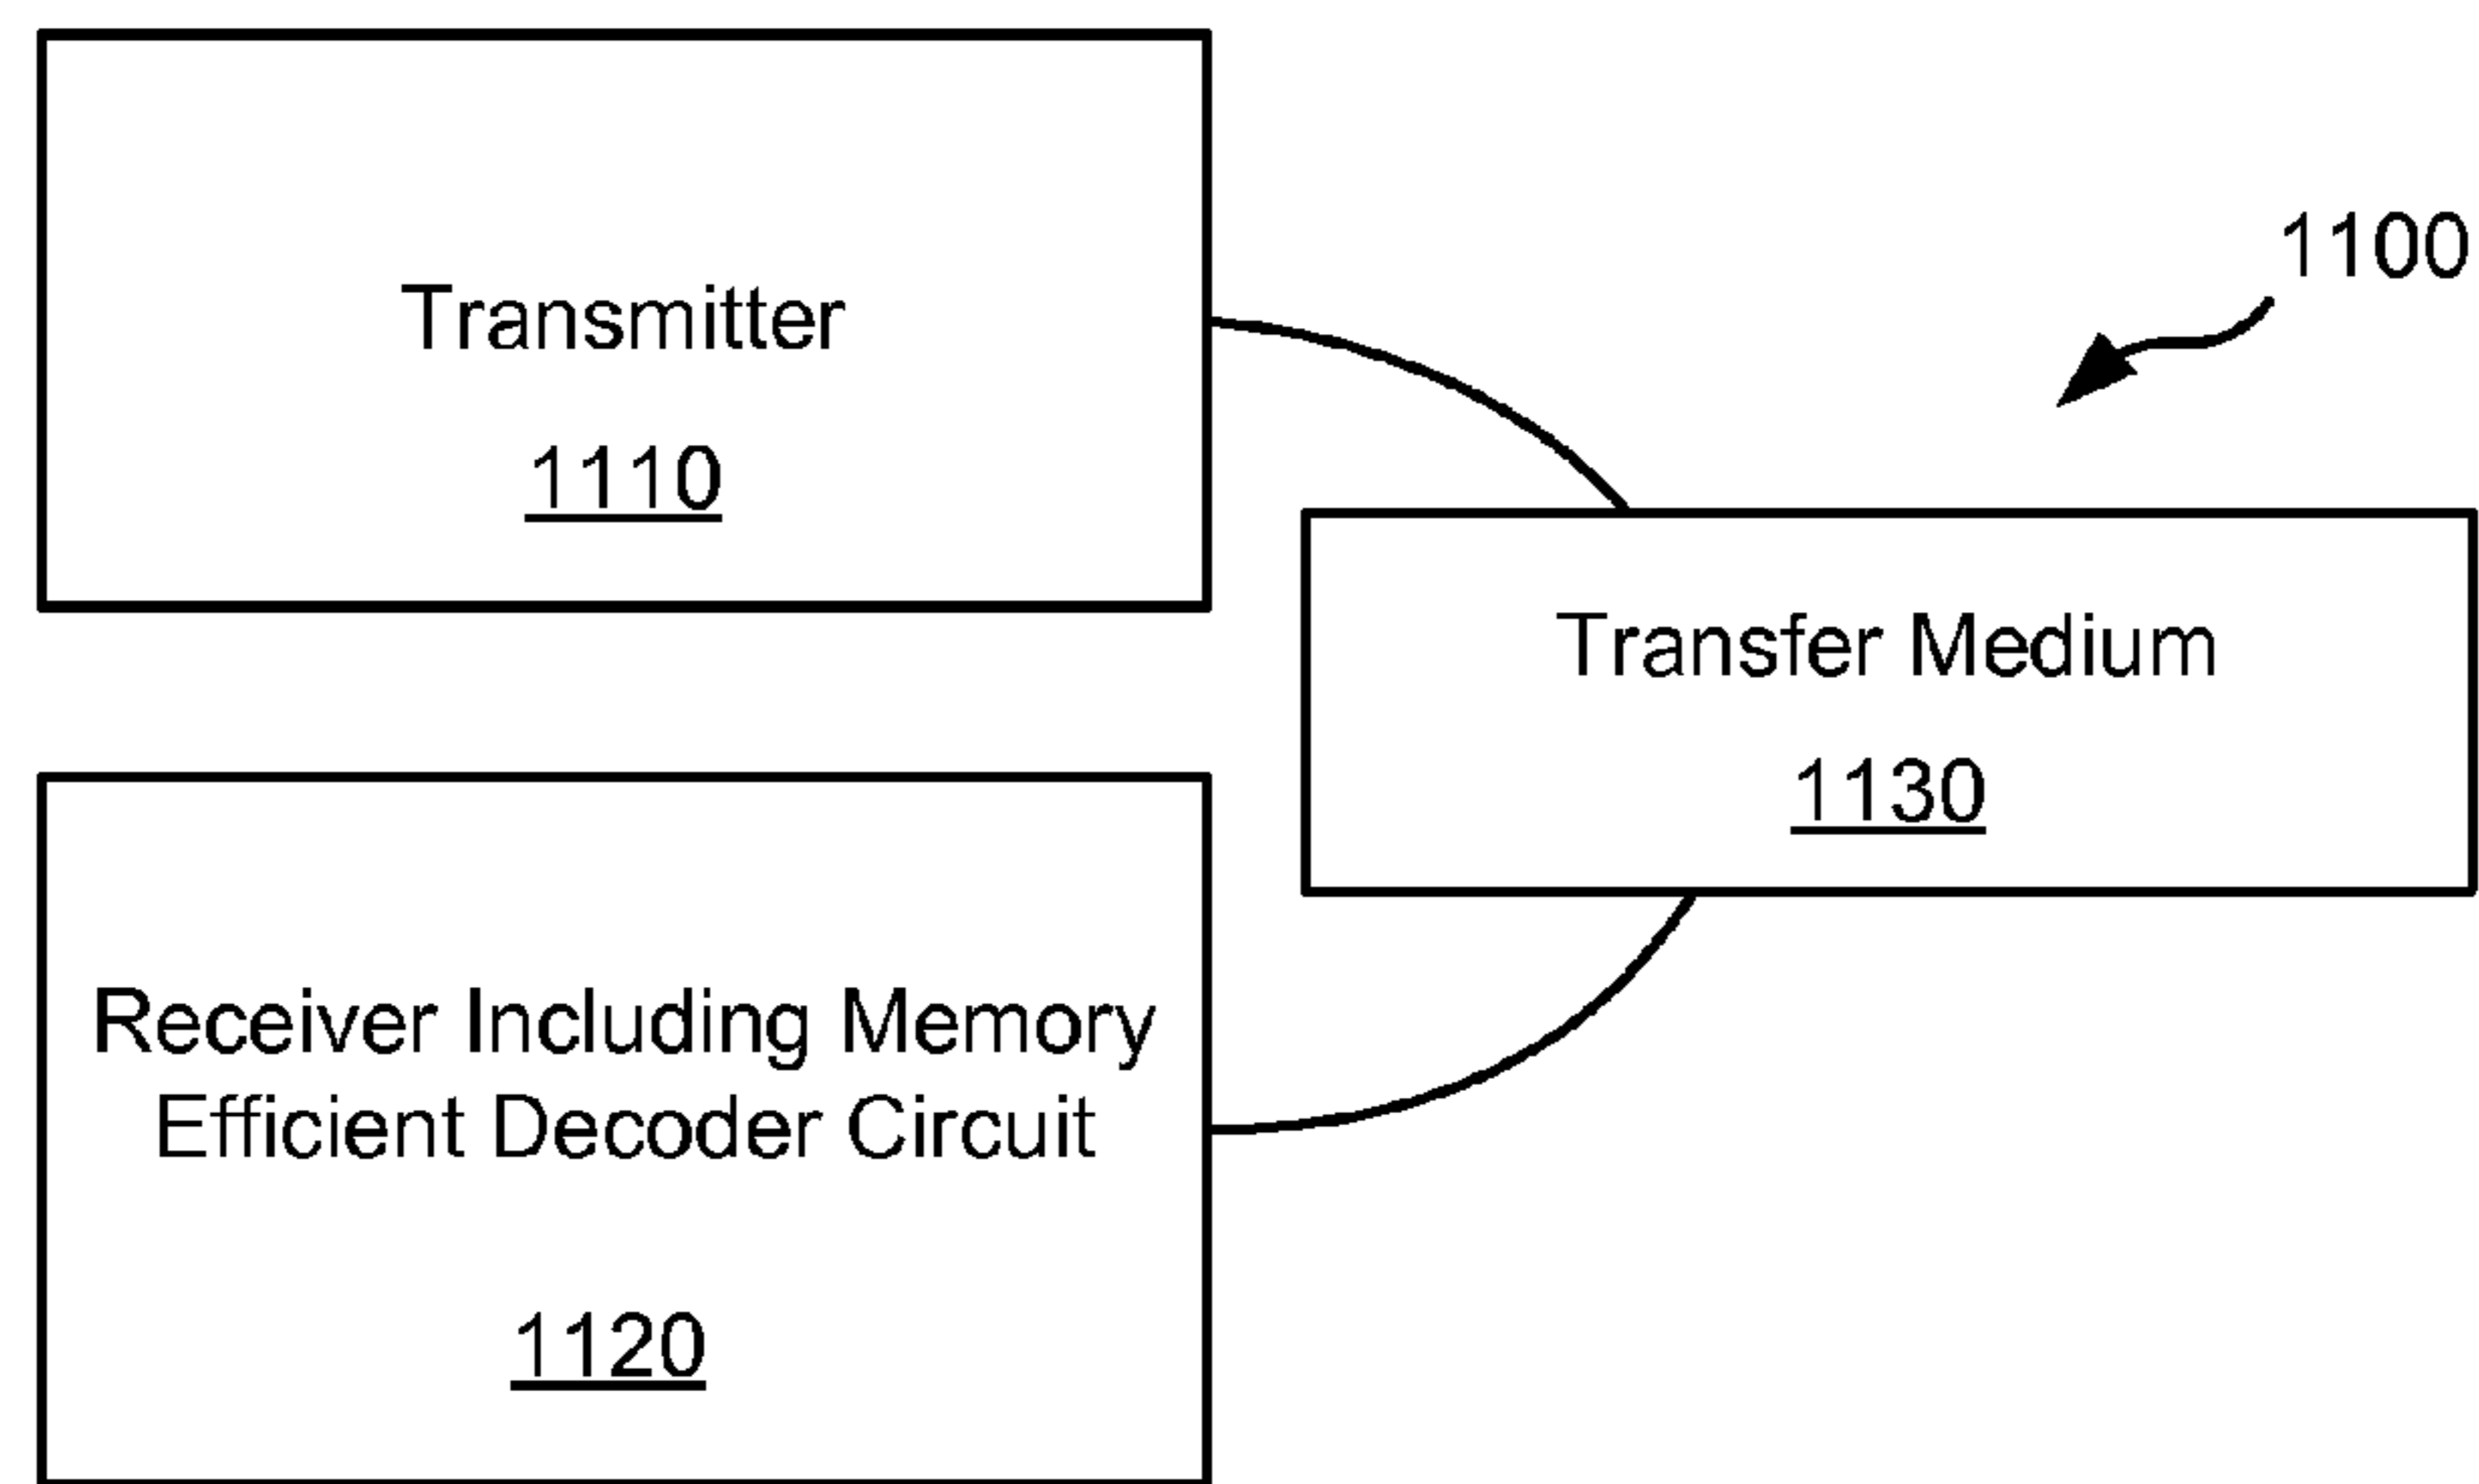 Transmitter
1110
1100
Transfer Medium
1130
Receiver Including Memory
Efficient Decoder Circuit
1120